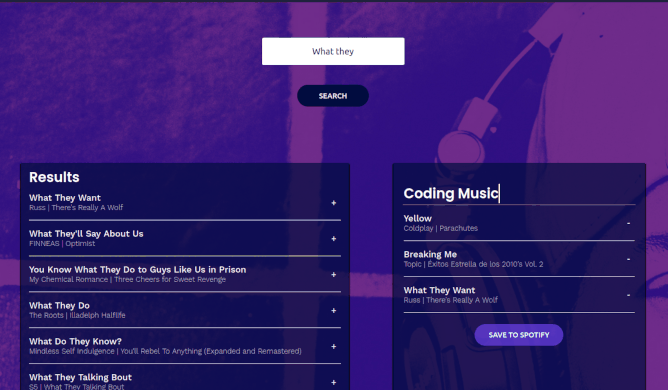 What they
SEARCH
Results
What They Want
Russ | There's Really A Wolf
+
What They'll Say About Us
FINNEAS | Optimist
+
You Know What They Do to Guys Like Us in Prison
My Chemical Romance | Three Cheers for Sweet Revenge
+
What They Do
The Roots | Illadelph Halflife
+
What Do They Know?
Mindless Self Indulgence | You'll Rebel To Anything (Expanded and Remastered)
+
What They Talking Bout
S6 | What They Talking Bout
+
Coding Music
Yellow
Coldplay | Parachutes
-
Breaking Me
Topic | Éxitos Estrella de los 2010's Vol. 2
-
What They Want
Russ | There's Really A Wolf
-
SAVE TO SPOTIFY